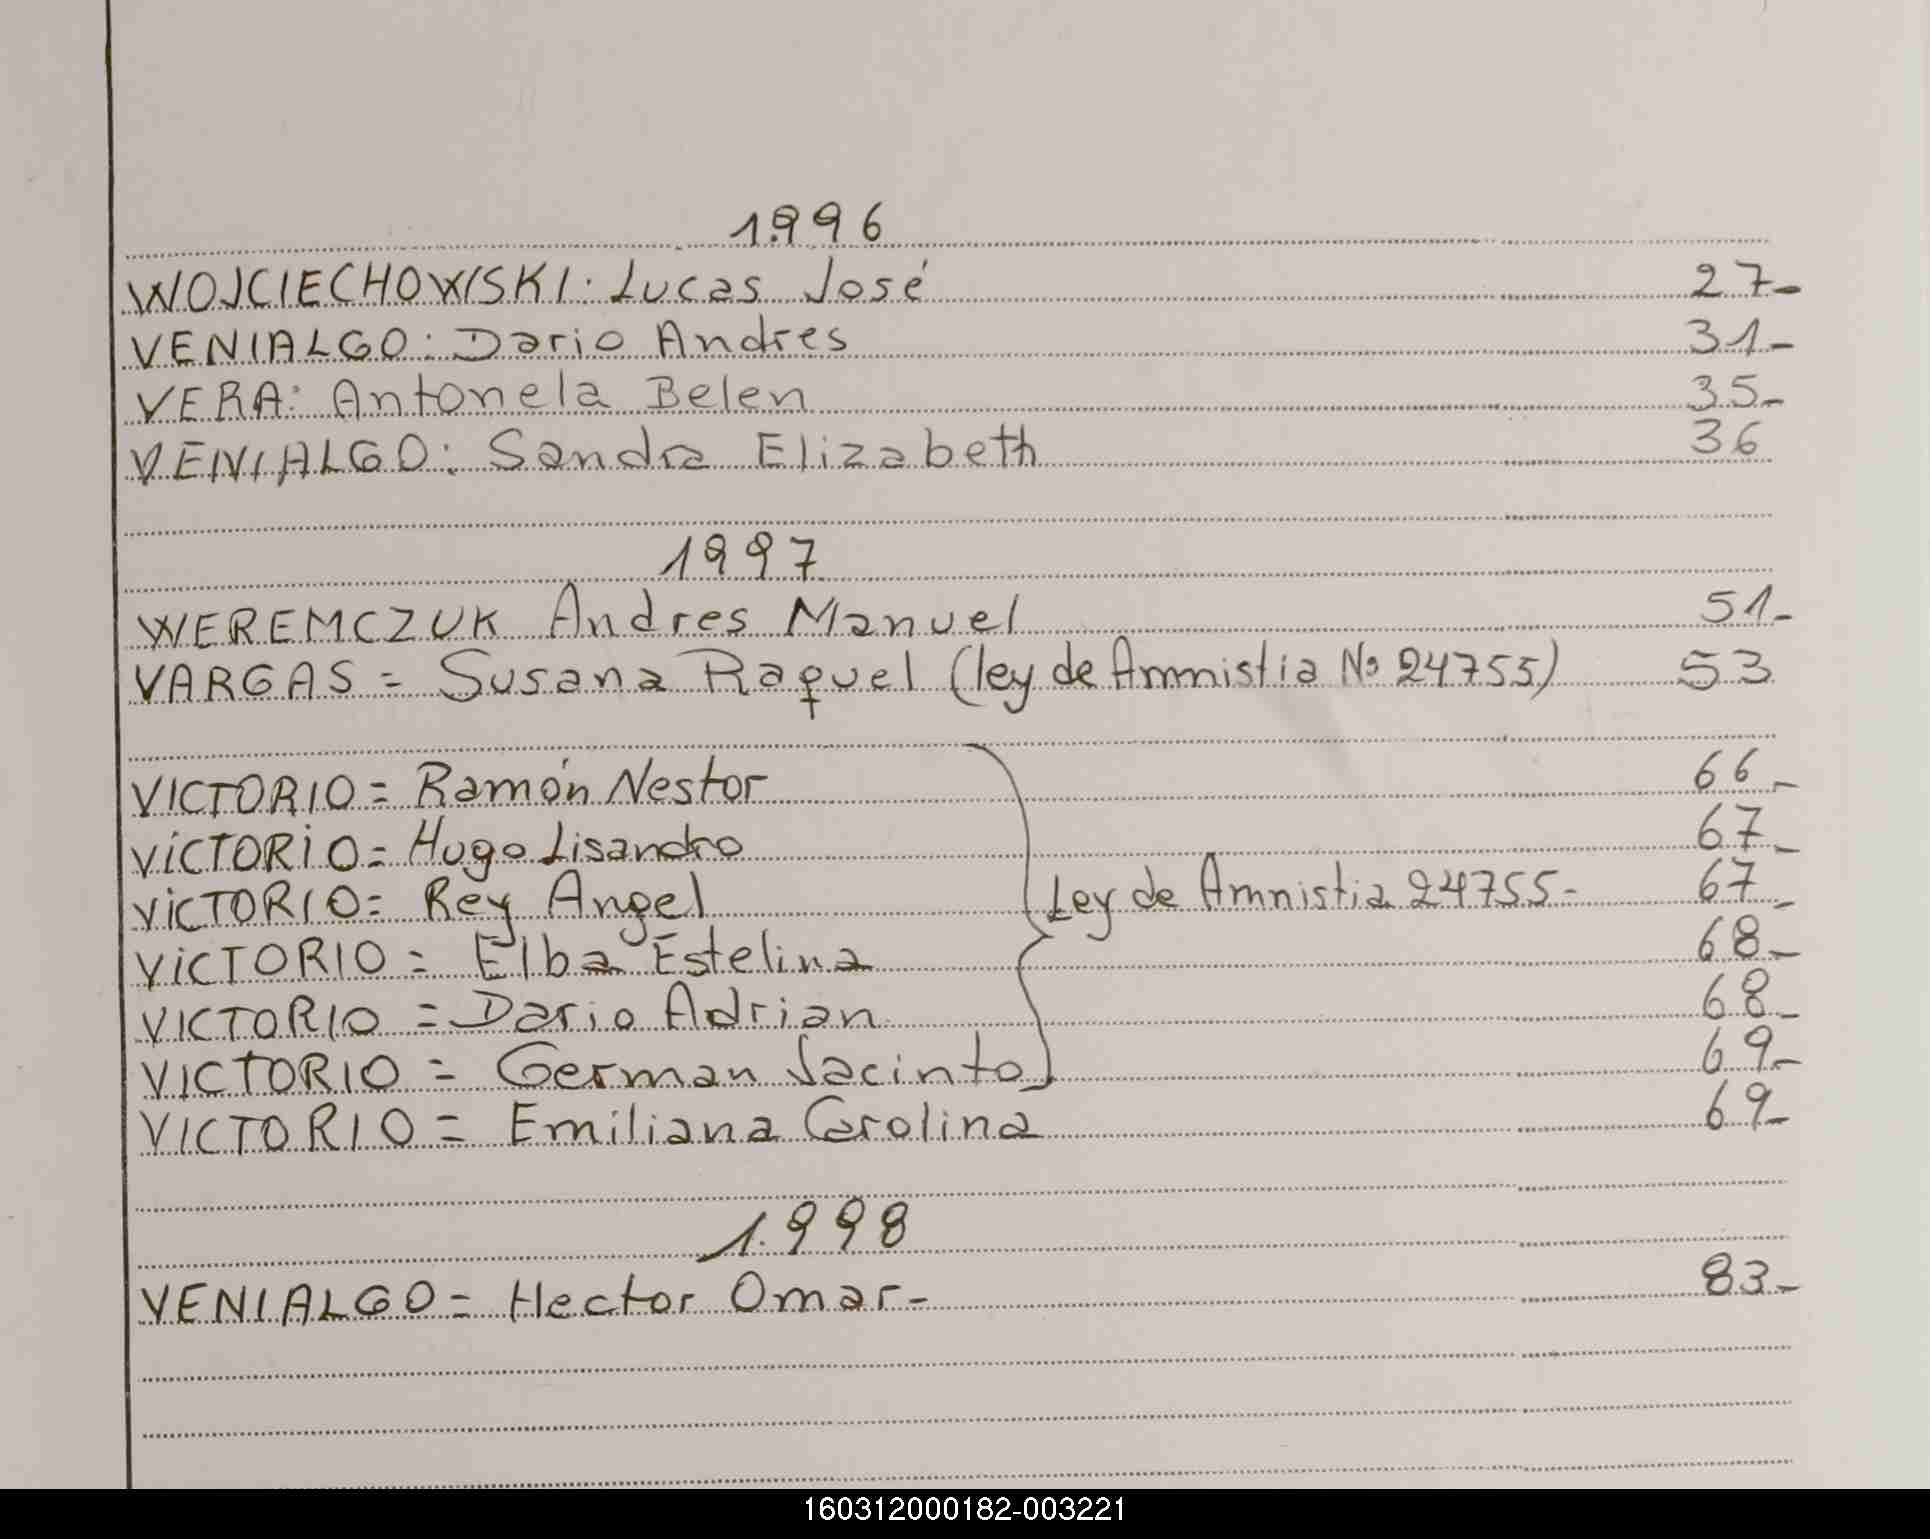 1.996
WOJCIECHOWSKI: Lucas José 27-
VENIALGO: Dario Andres 31-
VERA: Antonela Belen 35-
VENIALGO: Sandra Elizabeth 36
1997
WEREMCZUK Andres Manuel 51-
VARGAS = Susana Raquel (ley de Amnistia No 24755) 53
VICTORIO = Ramón Nestor 66-
VICTORIO = Hugo Lisandro 67-
VICTORIO = Rey Angel Ley de Amnistia 24755- 67-
VICTORIO = Elba Estelina 68-
VICTORIO = Dario Adrian 68-
VICTORIO = German Jacinto 69-
VICTORIO = Emiliana Carolina 69-
1.998
VENIALGO = Hector Omar- 83-
160312000182-003221